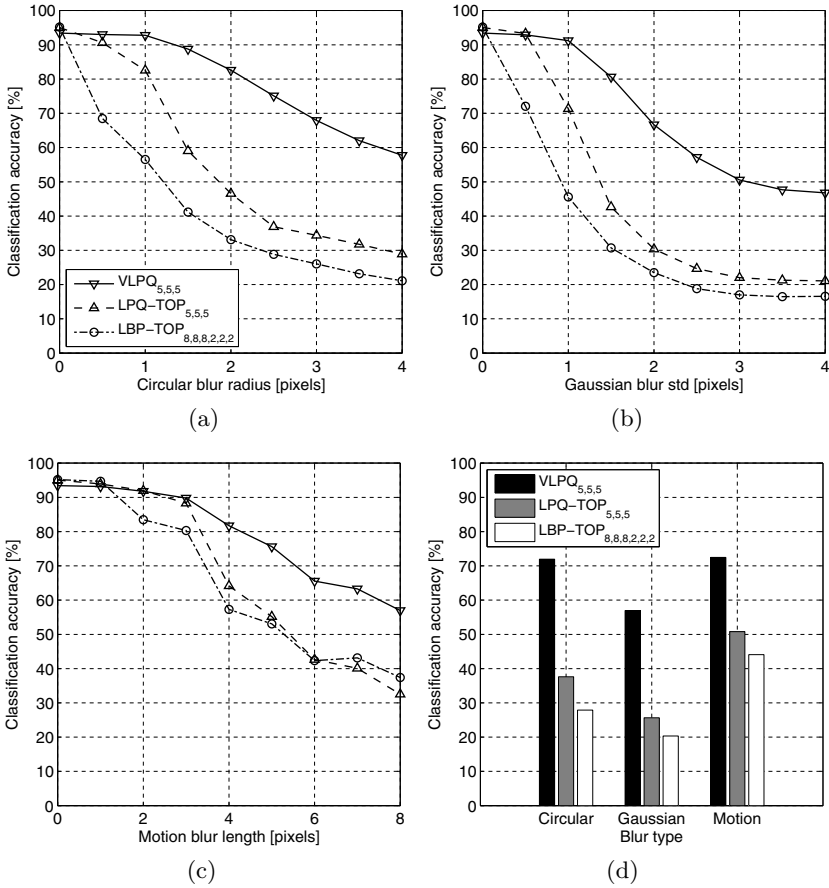 100
90
80
70
60
50
40
30
20
10
0
Classification accuracy [%]
VLPQ5,5,5
LPQ−TOP5,5,5
LBP−TOP8,8,8,2,2,2
0 1 2 3 4
Circular blur radius [pixels]
(a)
100
90
80
70
60
50
40
30
20
10
0
Classification accuracy [%]
0 1 2 3 4
Gaussian blur std [pixels]
(b)
100
90
80
70
60
50
40
30
20
10
0
Classification accuracy [%]
0 2 4 6 8
Motion blur length [pixels]
(c)
100
90
80
70
60
50
40
30
20
10
0
Classification accuracy [%]
VLPQ5,5,5
LPQ−TOP5,5,5
LBP−TOP8,8,8,2,2,2
Circular Gaussian Motion
Blur type
(d)